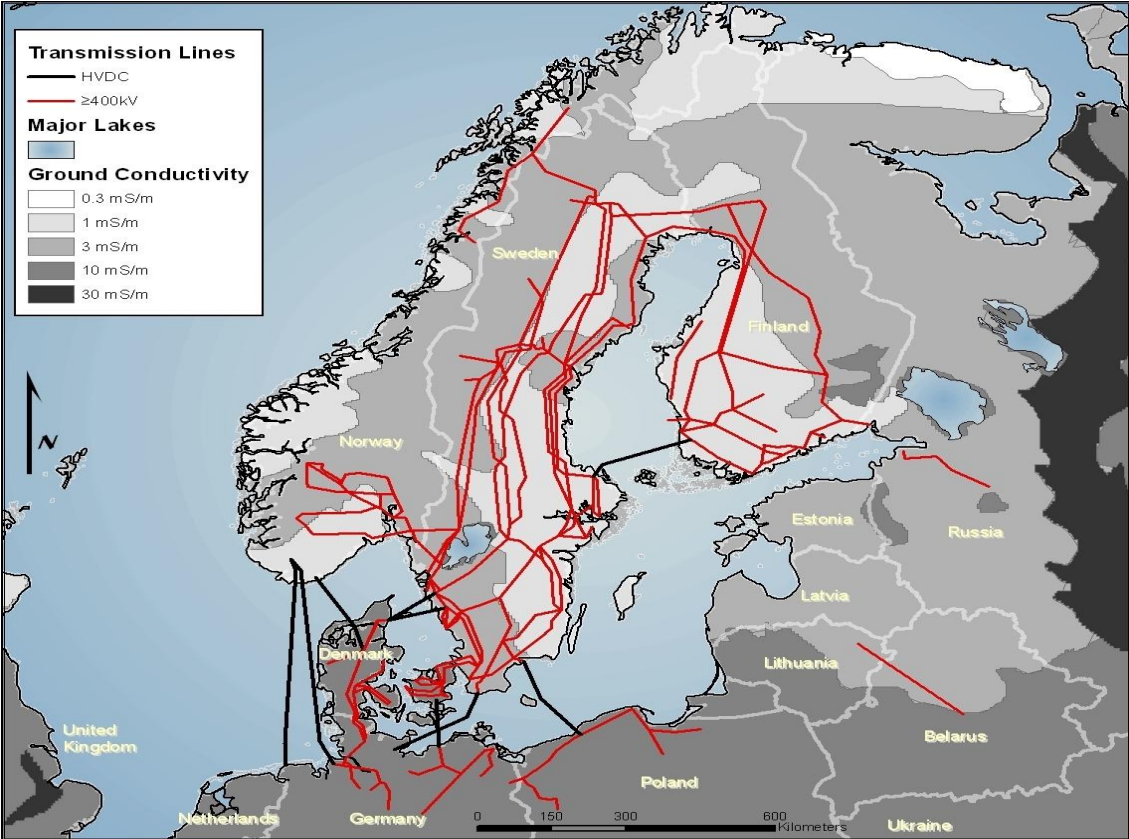 Transmission Lines
HVDC
≥400kV
Major Lakes
Ground Conductivity
0.3 mS/m
1 mS/m
3 mS/m
10 mS/m
30 mS/m
N
Sweden
Finland
Norway
Estonia
Russia
Latvia
Denmark
Lithuania
United
Kingdom
Belarus
Poland
Netherlands
Germany
0 150 300 600
Kilometers
Ukraine